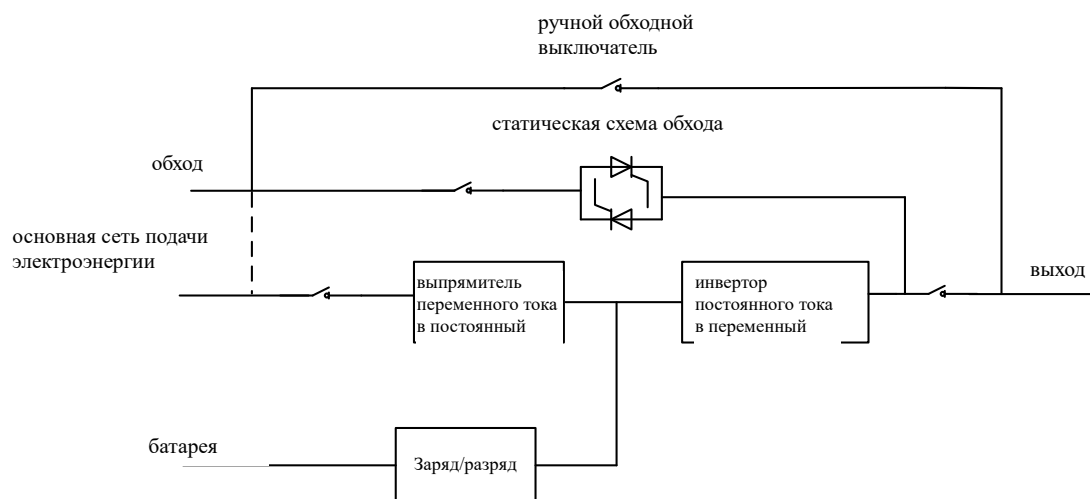 ручной обходной
выключатель
статическая схема обхода
обход
основная сеть подачи
электроэнергии
выпрямитель
переменного тока
в постоянный
инвертор
постоянного тока
в переменный
выход
батарея
Заряд/разряд